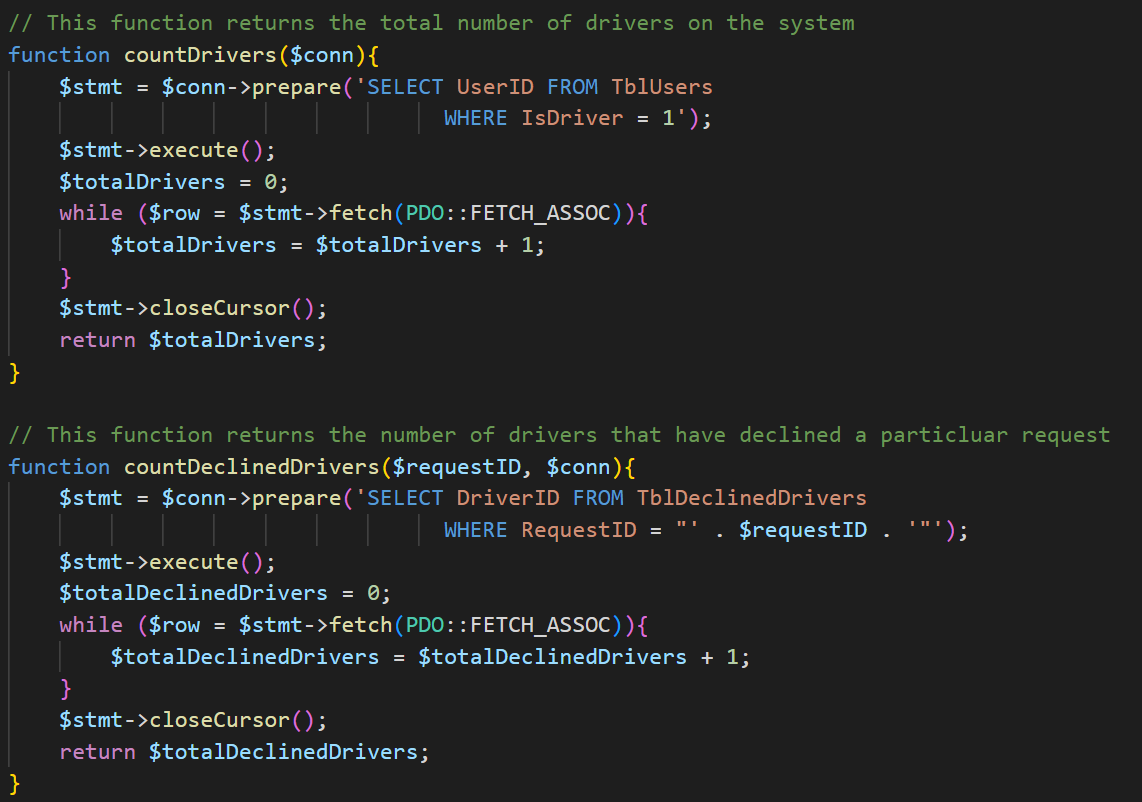 // This function returns the total number of drivers on the system
function countDrivers($conn){
    $stmt = $conn->prepare('SELECT UserID FROM TblUsers
                              WHERE IsDriver = 1');
    $stmt->execute();
    $totalDrivers = 0;
    while ($row = $stmt->fetch(PDO::FETCH_ASSOC)){
        $totalDrivers = $totalDrivers + 1;
    }
    $stmt->closeCursor();
    return $totalDrivers;
}

// This function returns the number of drivers that have declined a particluar request
function countDeclinedDrivers($requestID, $conn){
    $stmt = $conn->prepare('SELECT DriverID FROM TblDeclinedDrivers
                              WHERE RequestID = "' . $requestID . '"');
    $stmt->execute();
    $totalDeclinedDrivers = 0;
    while ($row = $stmt->fetch(PDO::FETCH_ASSOC)){
        $totalDeclinedDrivers = $totalDeclinedDrivers + 1;
    }
    $stmt->closeCursor();
    return $totalDeclinedDrivers;
}